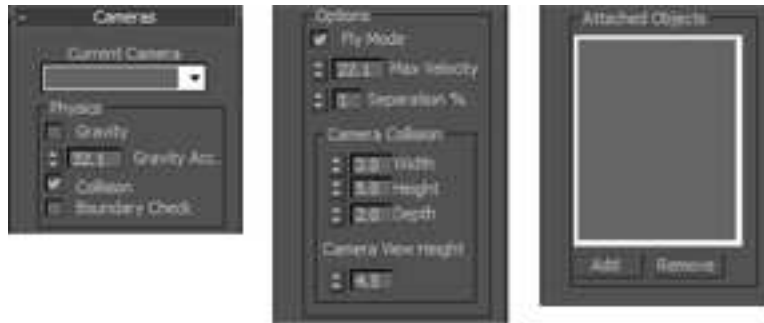 - Cameras
Current Camera
Physics
Gravity
Gravity Acc.
Collision
Boundary Check
Options
Fly Mode
Max Velocity
Separation %
Camera Collision
Width
Height
Depth
Camera View Height
Attached Objects
Add Remove